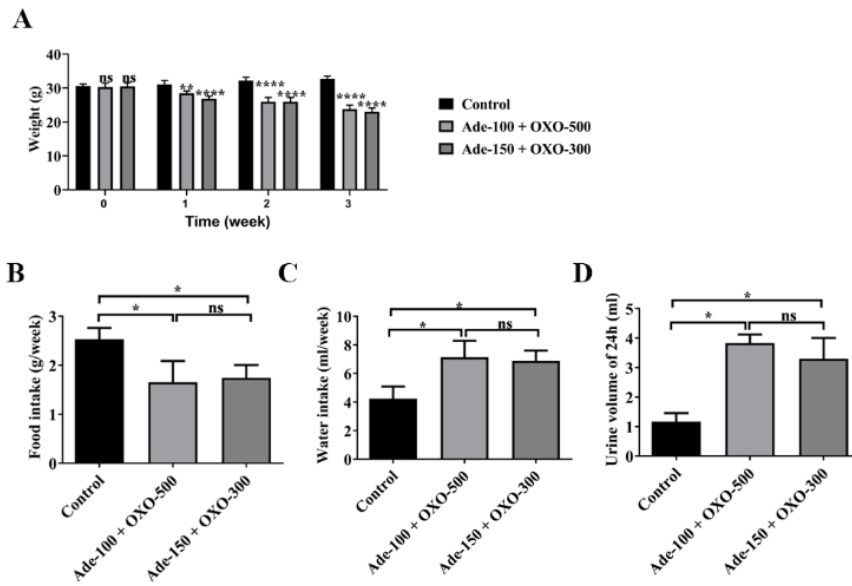 A
Weight (g)
40
30
20
10
0
ns ns
** ****
**** ****
**** ****
0 1 2 3
Time (week)
Control
Ade-100 + OXO-500
Ade-150 + OXO-300
B
Food intake (g/week)
3
2
1
0
*
* ns
Control
Ade-100 + OXO-500
Ade-150 + OXO-300
C
Water intake (ml/week)
10
8
6
4
2
0
*
* ns
Control
Ade-100 + OXO-500
Ade-150 + OXO-300
D
Urine volume of 24h (ml)
5
4
3
2
1
0
*
* ns
Control
Ade-100 + OXO-500
Ade-150 + OXO-300